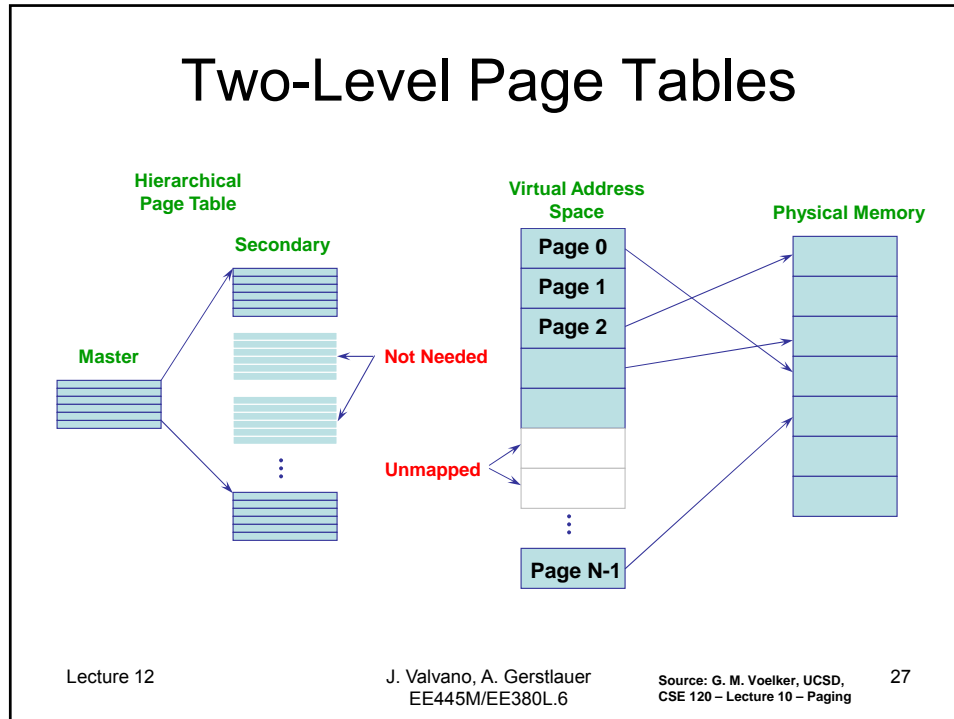 Two-Level Page Tables
Hierarchical
Page Table
Secondary
Master
Not Needed
Virtual Address
Space
Page 0
Page 1
Page 2
Unmapped
Page N-1
Physical Memory
Lecture 12
J. Valvano, A. Gerstlauer
EE445M/EE380L.6
Source: G. M. Voelker, UCSD,
CSE 120 – Lecture 10 – Paging
27